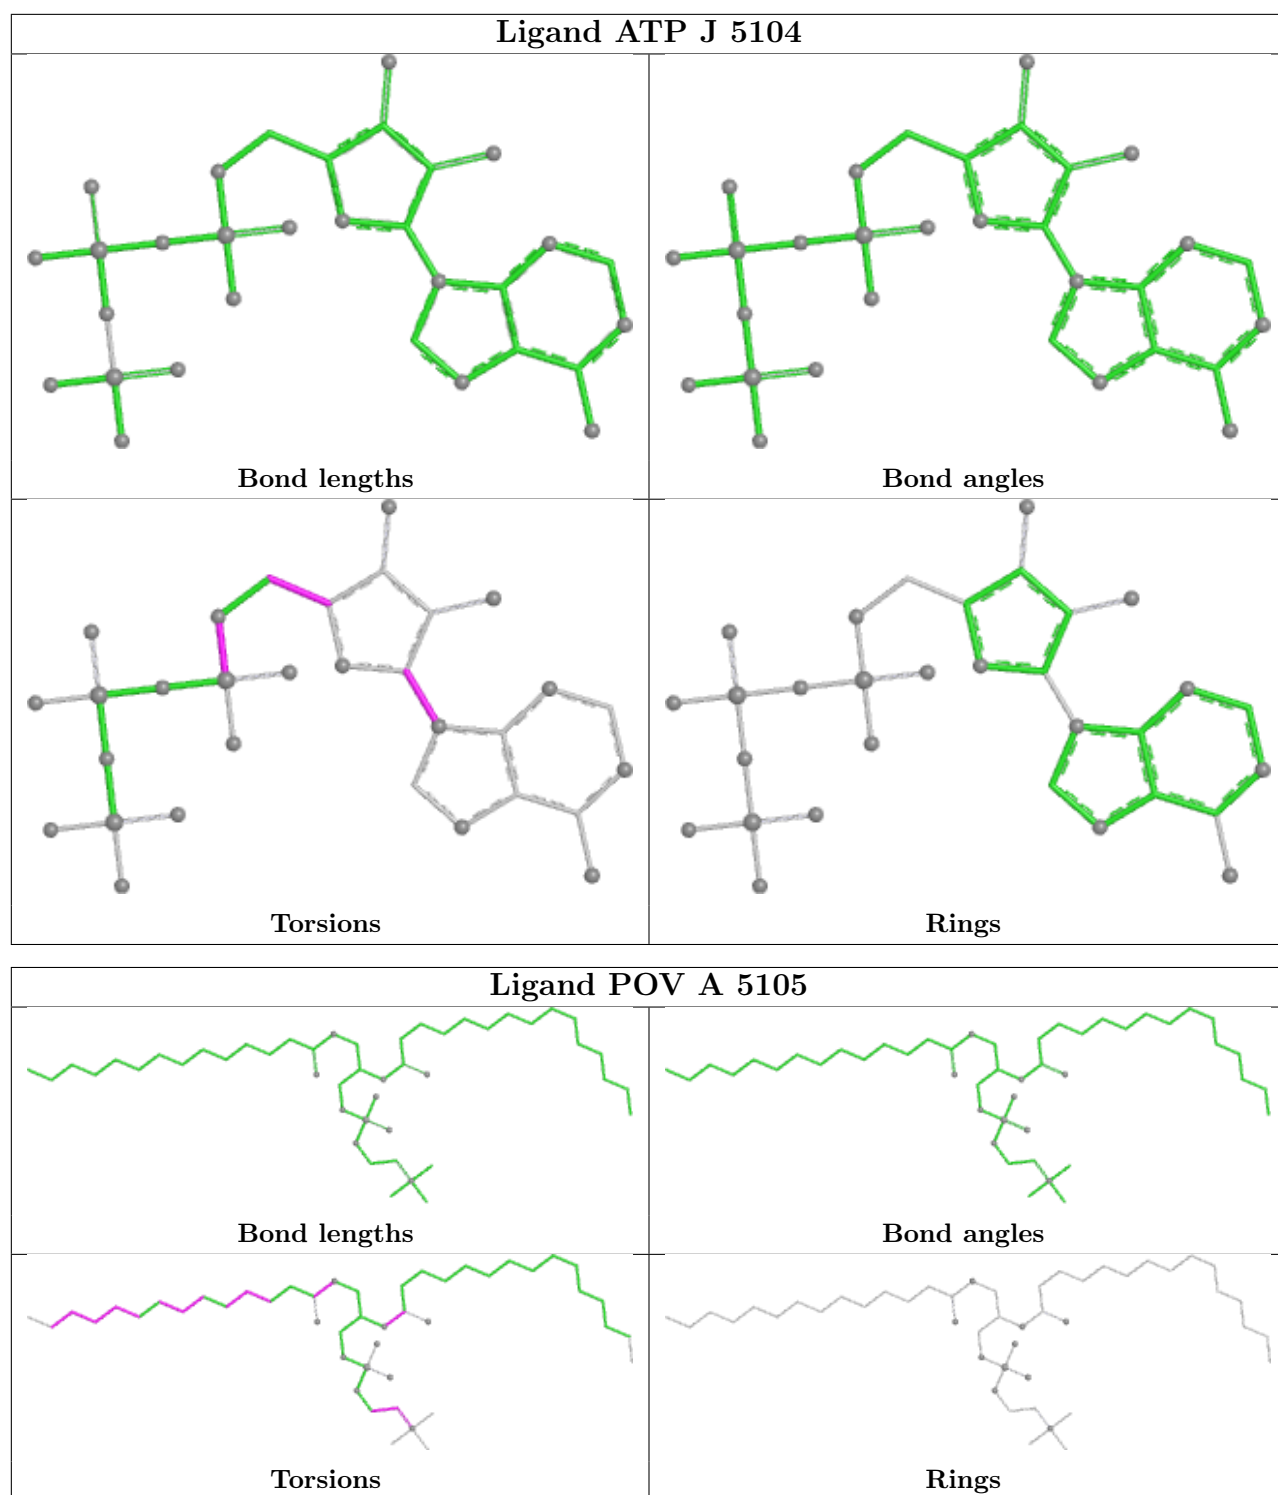 Ligand ATP J 5104
Bond lengths
Bond angles
Torsions
Rings
Ligand POV A 5105
Bond lengths
Bond angles
Torsions
Rings